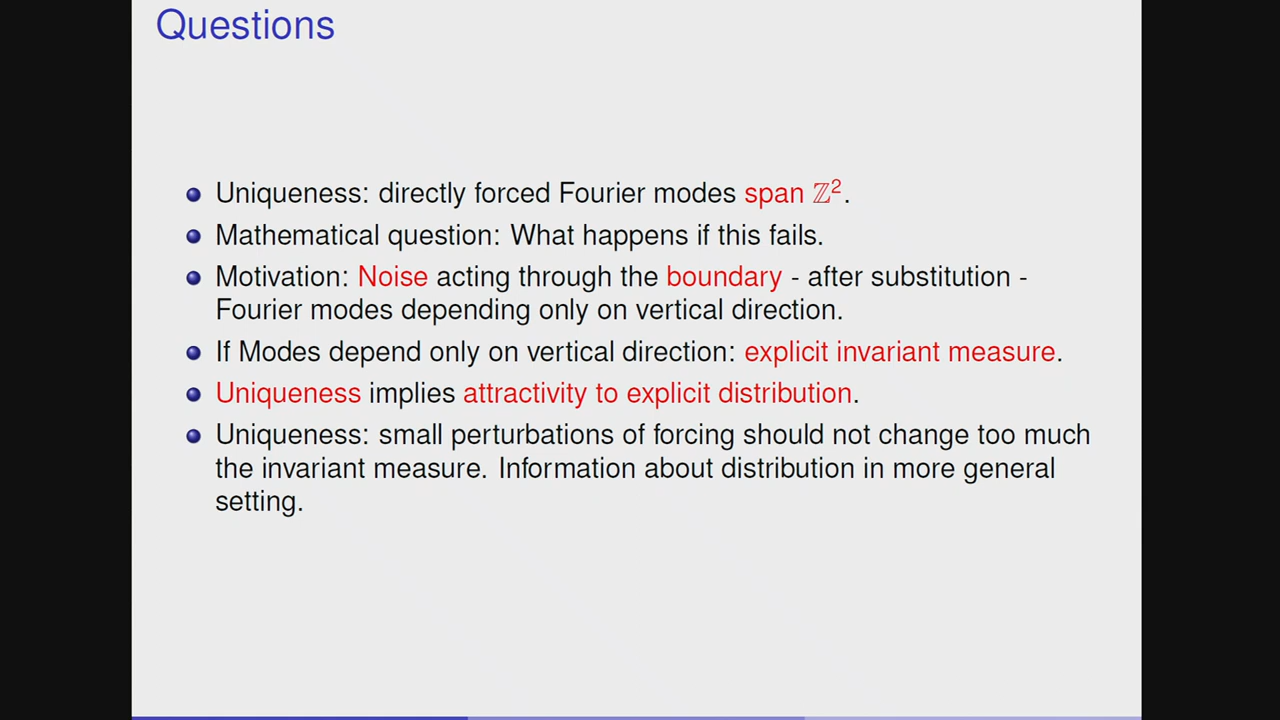 Questions
Uniqueness: directly forced Fourier modes span ℤ².
Mathematical question: What happens if this fails.
Motivation: Noise acting through the boundary - after substitution -
Fourier modes depending only on vertical direction.
If Modes depend only on vertical direction: explicit invariant measure.
Uniqueness implies attractivity to explicit distribution.
Uniqueness: small perturbations of forcing should not change too much
the invariant measure. Information about distribution in more general
setting.